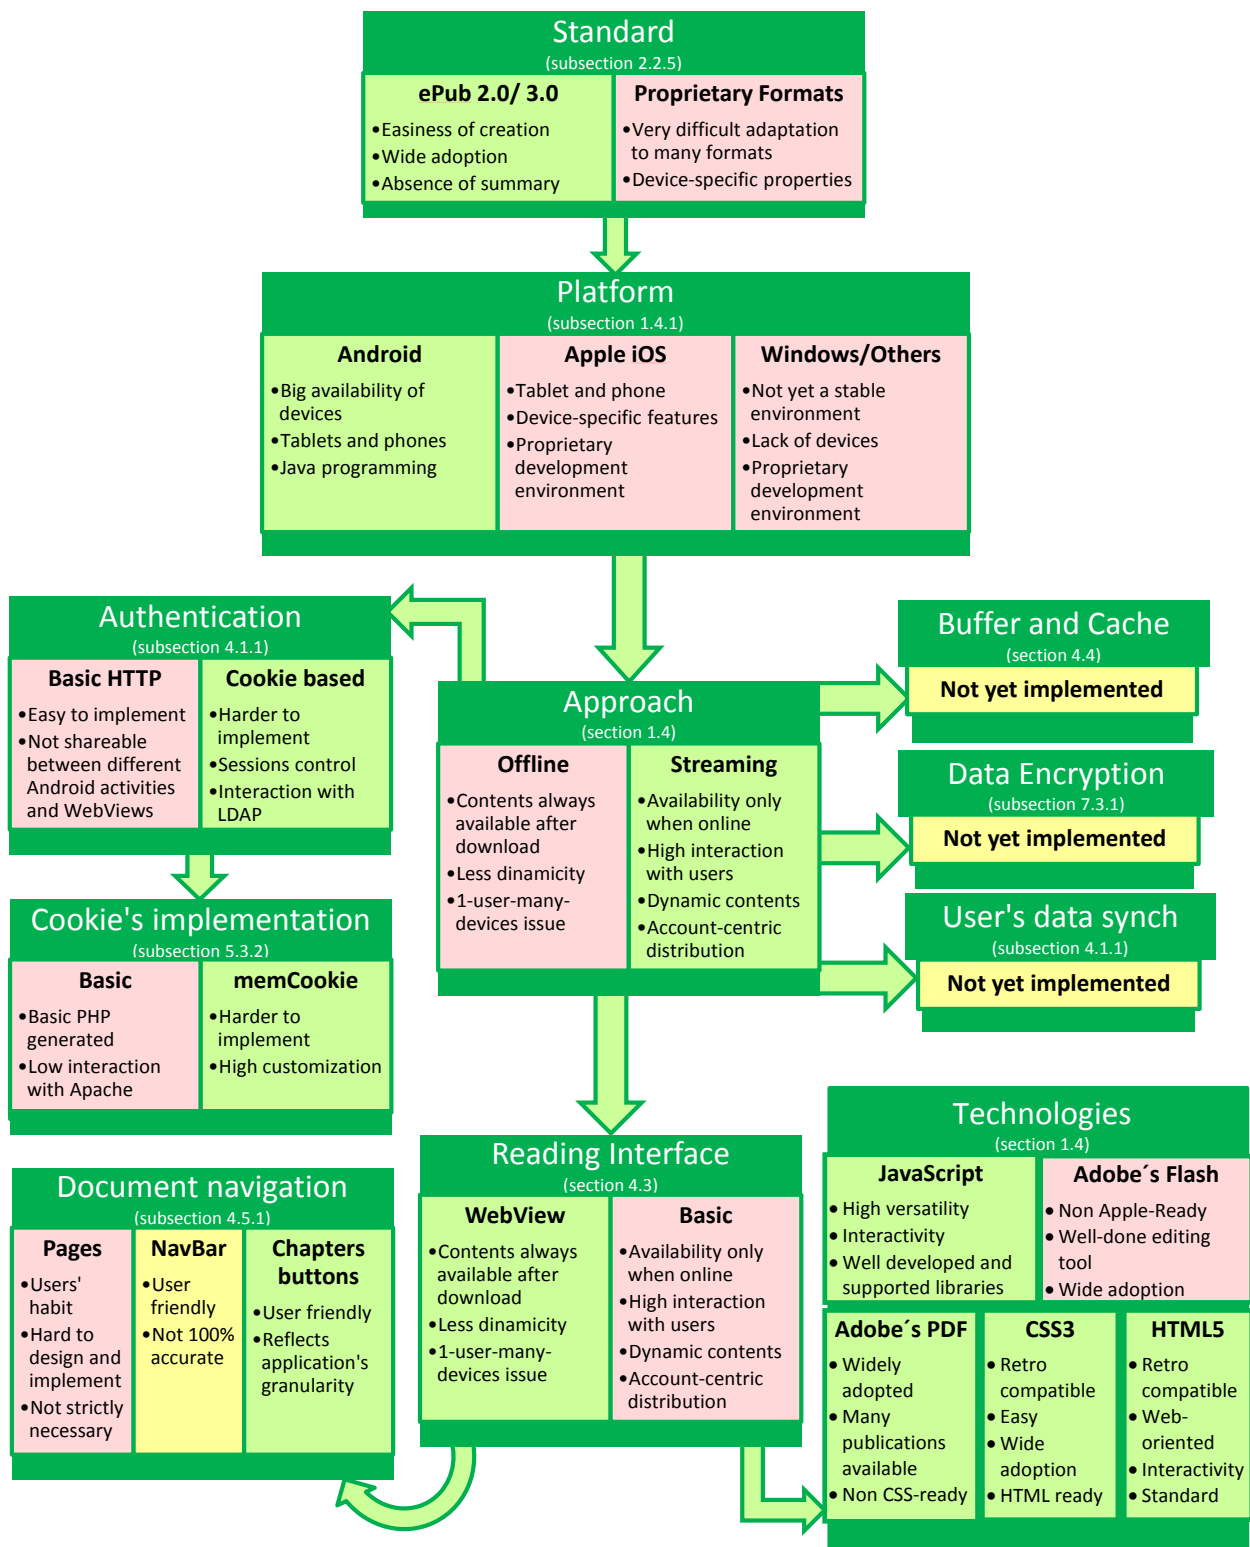 Standard
(subsection 2.2.5)
ePub 2.0/ 3.0
•Easiness of creation
•Wide adoption
•Absence of summary
Proprietary Formats
•Very difficult adaptation
to many formats
•Device-specific properties
Platform
(subsection 1.4.1)
Android
•Big availability of
devices
•Tablets and phones
•Java programming
Apple iOS
•Tablet and phone
•Device-specific features
•Proprietary
development
environment
Windows/Others
•Not yet a stable
environment
•Lack of devices
•Proprietary
development
environment
Authentication
(subsection 4.1.1)
Basic HTTP
•Easy to implement
•Not shareable
between different
Android activities
and WebViews
Cookie based
•Harder to
implement
•Sessions control
•Interaction with
LDAP
Cookie's implementation
(subsection 5.3.2)
Basic
•Basic PHP
generated
•Low interaction
with Apache
memCookie
•Harder to
implement
•High customization
Approach
(section 1.4)
Offline
•Contents always
available after
download
•Less dinamicity
•1-user-many-
devices issue
Streaming
•Availability only
when online
•High interaction
with users
•Dynamic contents
•Account-centric
distribution
Buffer and Cache
(section 4.4)
Not yet implemented
Data Encryption
(subsection 7.3.1)
Not yet implemented
User's data synch
(subsection 4.1.1)
Not yet implemented
Document navigation
(subsection 4.5.1)
Pages
•Users'
habit
•Hard to
design and
implement
•Not strictly
necessary
NavBar
•User
friendly
•Not 100%
accurate
Chapters
buttons
•User friendly
•Reflects
application's
granularity
Reading Interface
(section 4.3)
WebView
•Contents always
available after
download
•Less dinamicity
•1-user-many-
devices issue
Basic
•Availability only
when online
•High interaction
with users
•Dynamic contents
•Account-centric
distribution
Technologies
(section 1.4)
JavaScript
• High versatility
• Interactivity
• Well developed and
supported libraries
Adobe´s Flash
• Non Apple-Ready
• Well-done editing
tool
• Wide adoption
Adobe´s PDF
• Widely
adopted
• Many
publications
available
• Non CSS-ready
CSS3
• Retro
compatible
• Easy
• Wide
adoption
• HTML ready
HTML5
• Retro
compatible
• Web-
oriented
• Interactivity
• Standard